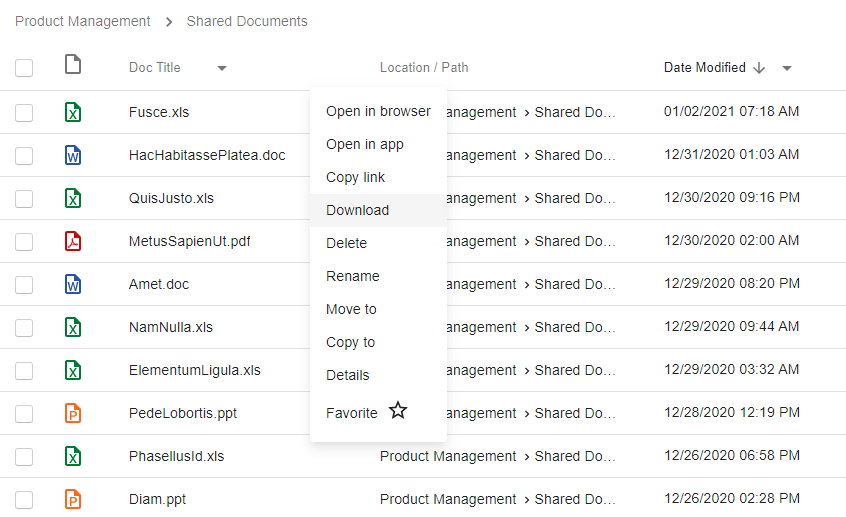 Product Management > Shared Documents
Doc Title Location / Path Date Modified
Fusce.xls anagement > Shared Do... 01/02/2021 07:18 AM
HacHabitassePlatea.doc anagement > Shared Do... 12/31/2020 01:03 AM
QuisJusto.xls anagement > Shared Do... 12/30/2020 09:16 PM
MetusSapienUt.pdf anagement > Shared Do... 12/30/2020 02:00 AM
Amet.doc anagement > Shared Do... 12/29/2020 08:20 PM
NamNulla.xls anagement > Shared Do... 12/29/2020 09:44 AM
ElementumLigula.xls anagement > Shared Do... 12/29/2020 03:32 AM
PedeLobortis.ppt anagement > Shared Do... 12/28/2020 12:19 PM
PhasellusId.xls Product Management > Shared Do... 12/26/2020 06:58 PM
Diam.ppt Product Management > Shared Do... 12/26/2020 02:28 PM
Open in browser
Open in app
Copy link
Download
Delete
Rename
Move to
Copy to
Details
Favorite